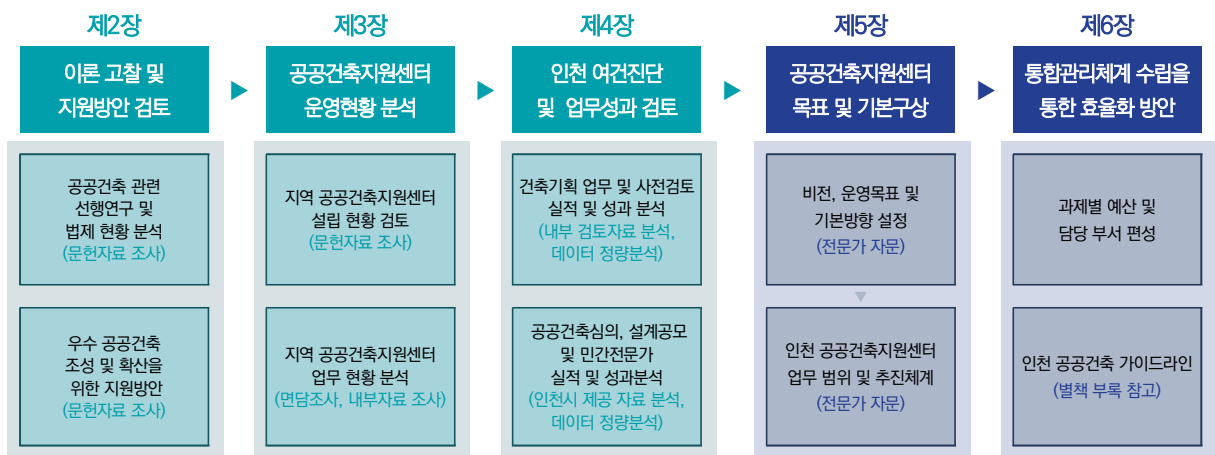 제2장
이론 고찰 및
지원방안 검토
공공건축 관련
선행연구 및
법제 현황 분석
(문헌자료 조사)
우수 공공건축
조성 및 확산을
위한 지원방안
(문헌자료 조사)
제3장
공공건축지원센터
운영현황 분석
지역 공공건축지원센터
설립 현황 검토
(문헌자료 조사)
지역 공공건축지원센터
업무 현황 분석
(면담조사, 내부자료 조사)
제4장
인천 여건진단
및 업무성과 검토
건축기획 업무 및 사전검토
실적 및 성과 분석
(내부 검토자료 분석,
데이터 정량분석)
공공건축심의, 설계공모
및 민간전문가
실적 및 성과분석
(인천시 제공 자료 분석,
데이터 정량분석)
제5장
공공건축지원센터
목표 및 기본구상
비전, 운영목표 및
기본방향 설정
(전문가 자문)
인천 공공건축지원센터
업무 범위 및 추진체계
(전문가 자문)
제6장
통합관리체계 수립을
통한 효율화 방안
과제별 예산 및
담당 부서 편성
인천 공공건축 가이드라인
(별책 부록 참고)